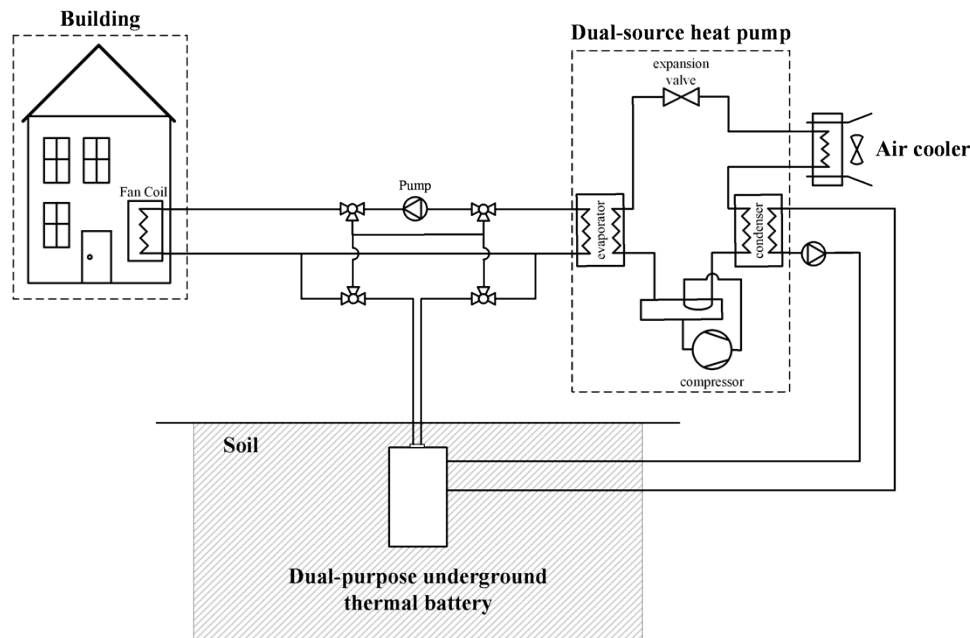 Building
Dual-source heat pump
expansion
valve
Air cooler
Fan Coil
Pump
evaporator
condenser
compressor
Soil
Dual-purpose underground
thermal battery